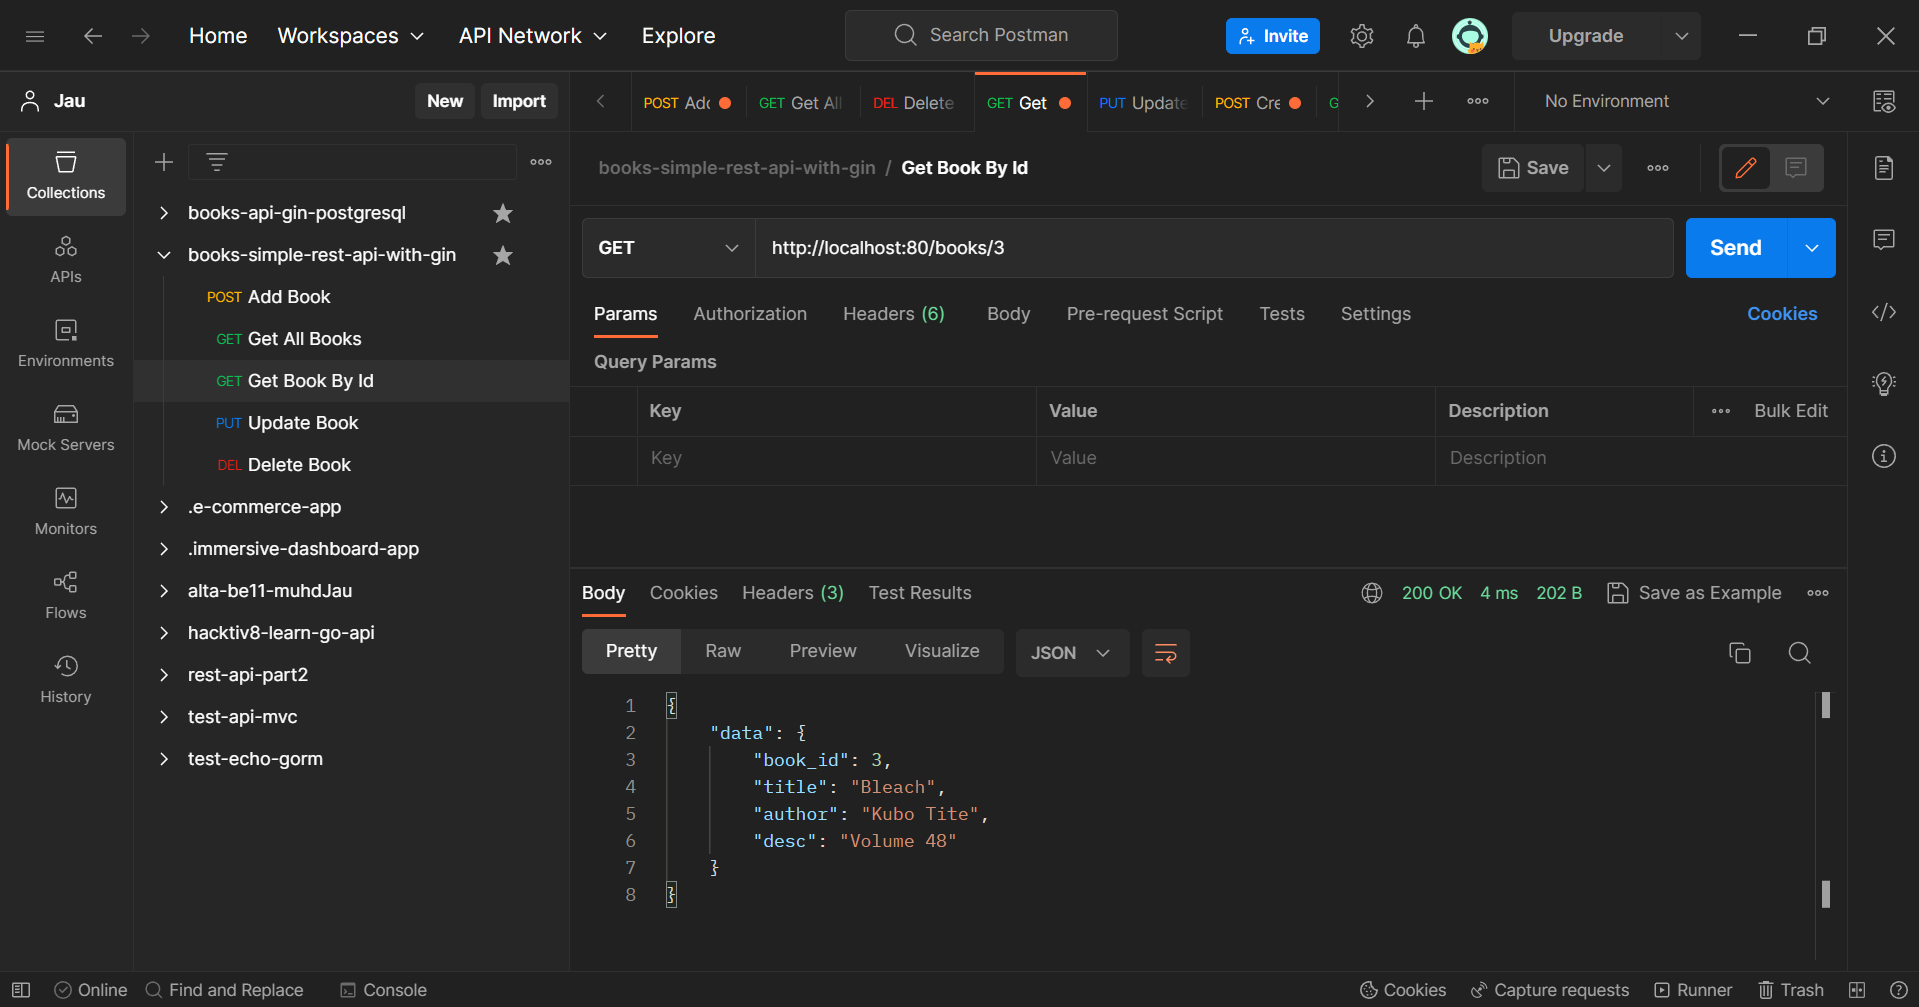 Home Workspaces API Network Explore Search Postman Invite Upgrade
Jau New Import
POST Add GET Get All DEL Delete GET Get PUT Update POST Cre G No Environment
Collections
APIs
Environments
Mock Servers
Monitors
Flows
History
books-api-gin-postgresql
books-simple-rest-api-with-gin
POST Add Book
GET Get All Books
GET Get Book By Id
PUT Update Book
DEL Delete Book
.e-commerce-app
.immersive-dashboard-app
alta-be11-muhdJau
hacktiv8-learn-go-api
rest-api-part2
test-api-mvc
test-echo-gorm
books-simple-rest-api-with-gin / Get Book By Id Save
GET http://localhost:80/books/3 Send
Params Authorization Headers (6) Body Pre-request Script Tests Settings Cookies
Query Params
Key Value Description Bulk Edit
Key Value Description
Body Cookies Headers (3) Test Results 200 OK 4 ms 202 B Save as Example
Pretty Raw Preview Visualize JSON
1 {
2 "data": {
3 "book_id": 3,
4 "title": "Bleach",
5 "author": "Kubo Tite",
6 "desc": "Volume 48"
7 }
8 }
Online Find and Replace Console Cookies Capture requests Runner Trash